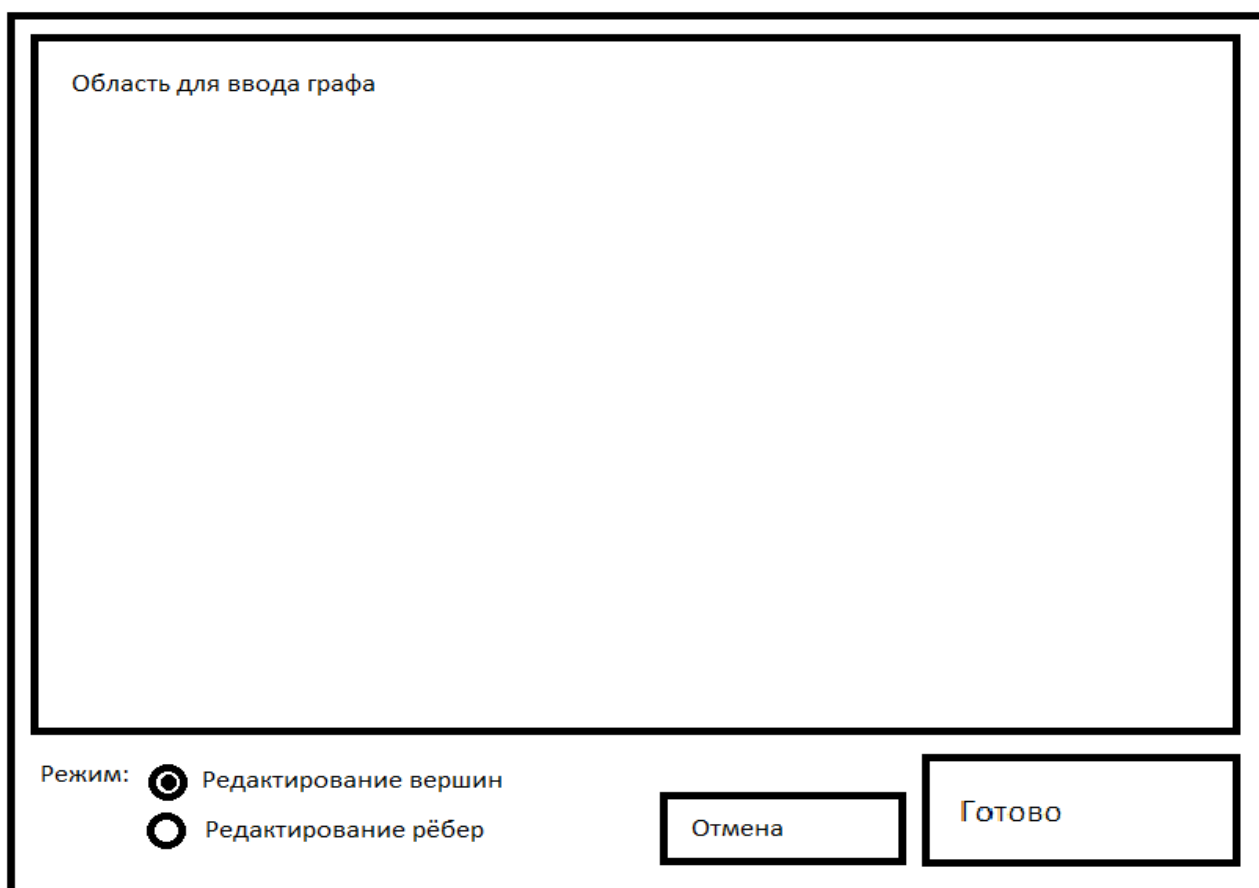 Область для ввода графа
Режим:
Редактирование вершин
Редактирование рёбер
Отмена
Готово